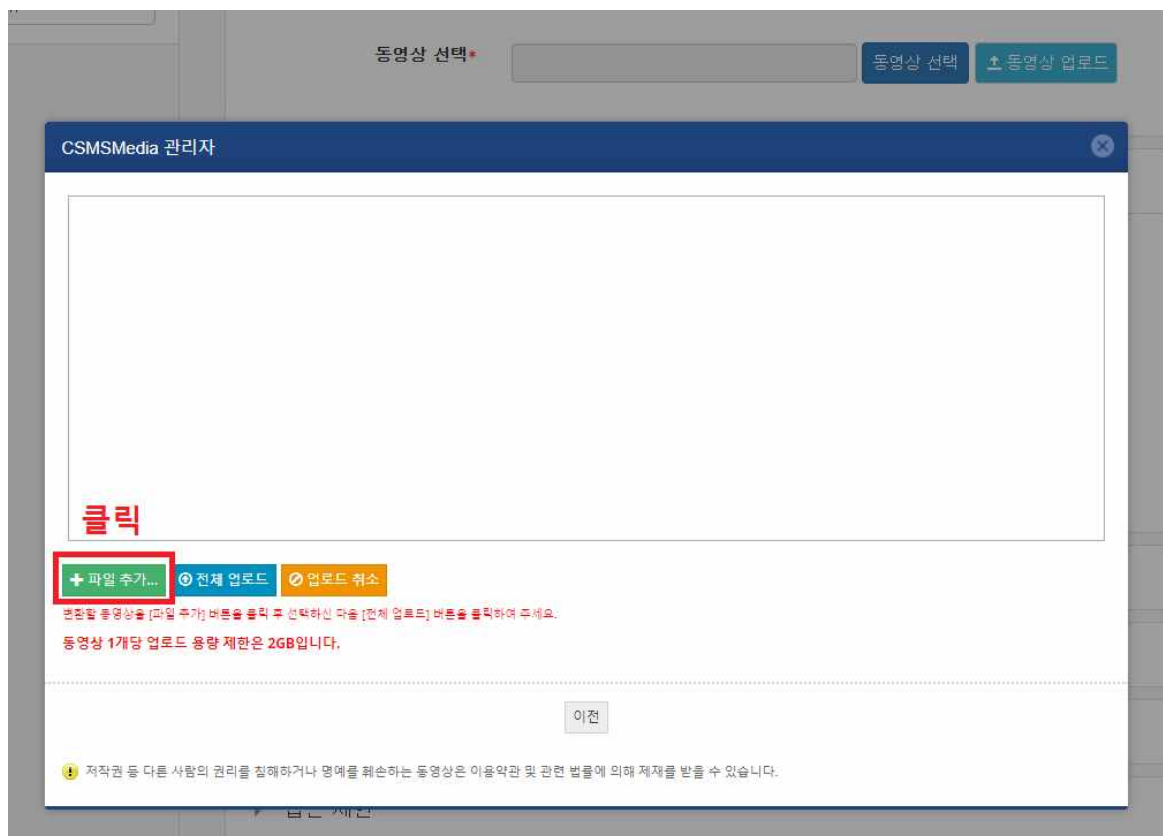 동영상 선택*
동영상 선택
동영상 업로드
CSMSMedia 관리자
클릭
파일 추가...
전체 업로드
업로드 취소
변환할 동영상을 [파일 추가] 버튼을 클릭 후 선택하신 다음 [전체 업로드] 버튼을 클릭하여 주세요.
동영상 1개당 업로드 용량 제한은 2GB입니다.
이전
저작권 등 다른 사람의 권리를 침해하거나 명예를 훼손하는 동영상은 이용약관 및 관련 법률에 의해 제재를 받을 수 있습니다.